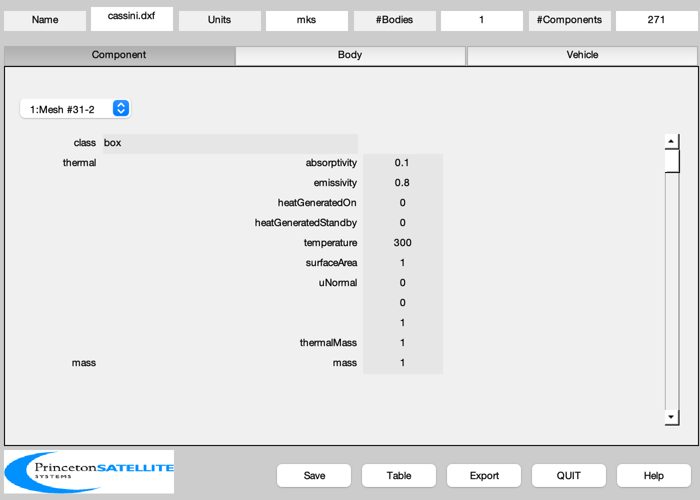 Name cassini.dxf Units mks #Bodies 1 #Components 271
Component Body Vehicle
1:Mesh #31-2
class box
thermal absorptivity 0.1
emissivity 0.8
heatGeneratedOn 0
heatGeneratedStandby 0
temperature 300
surfaceArea 1
uNormal 0
0
1
thermalMass 1
mass mass 1
PrincetonSATELLITE
SYSTEMS
Save Table Export QUIT Help